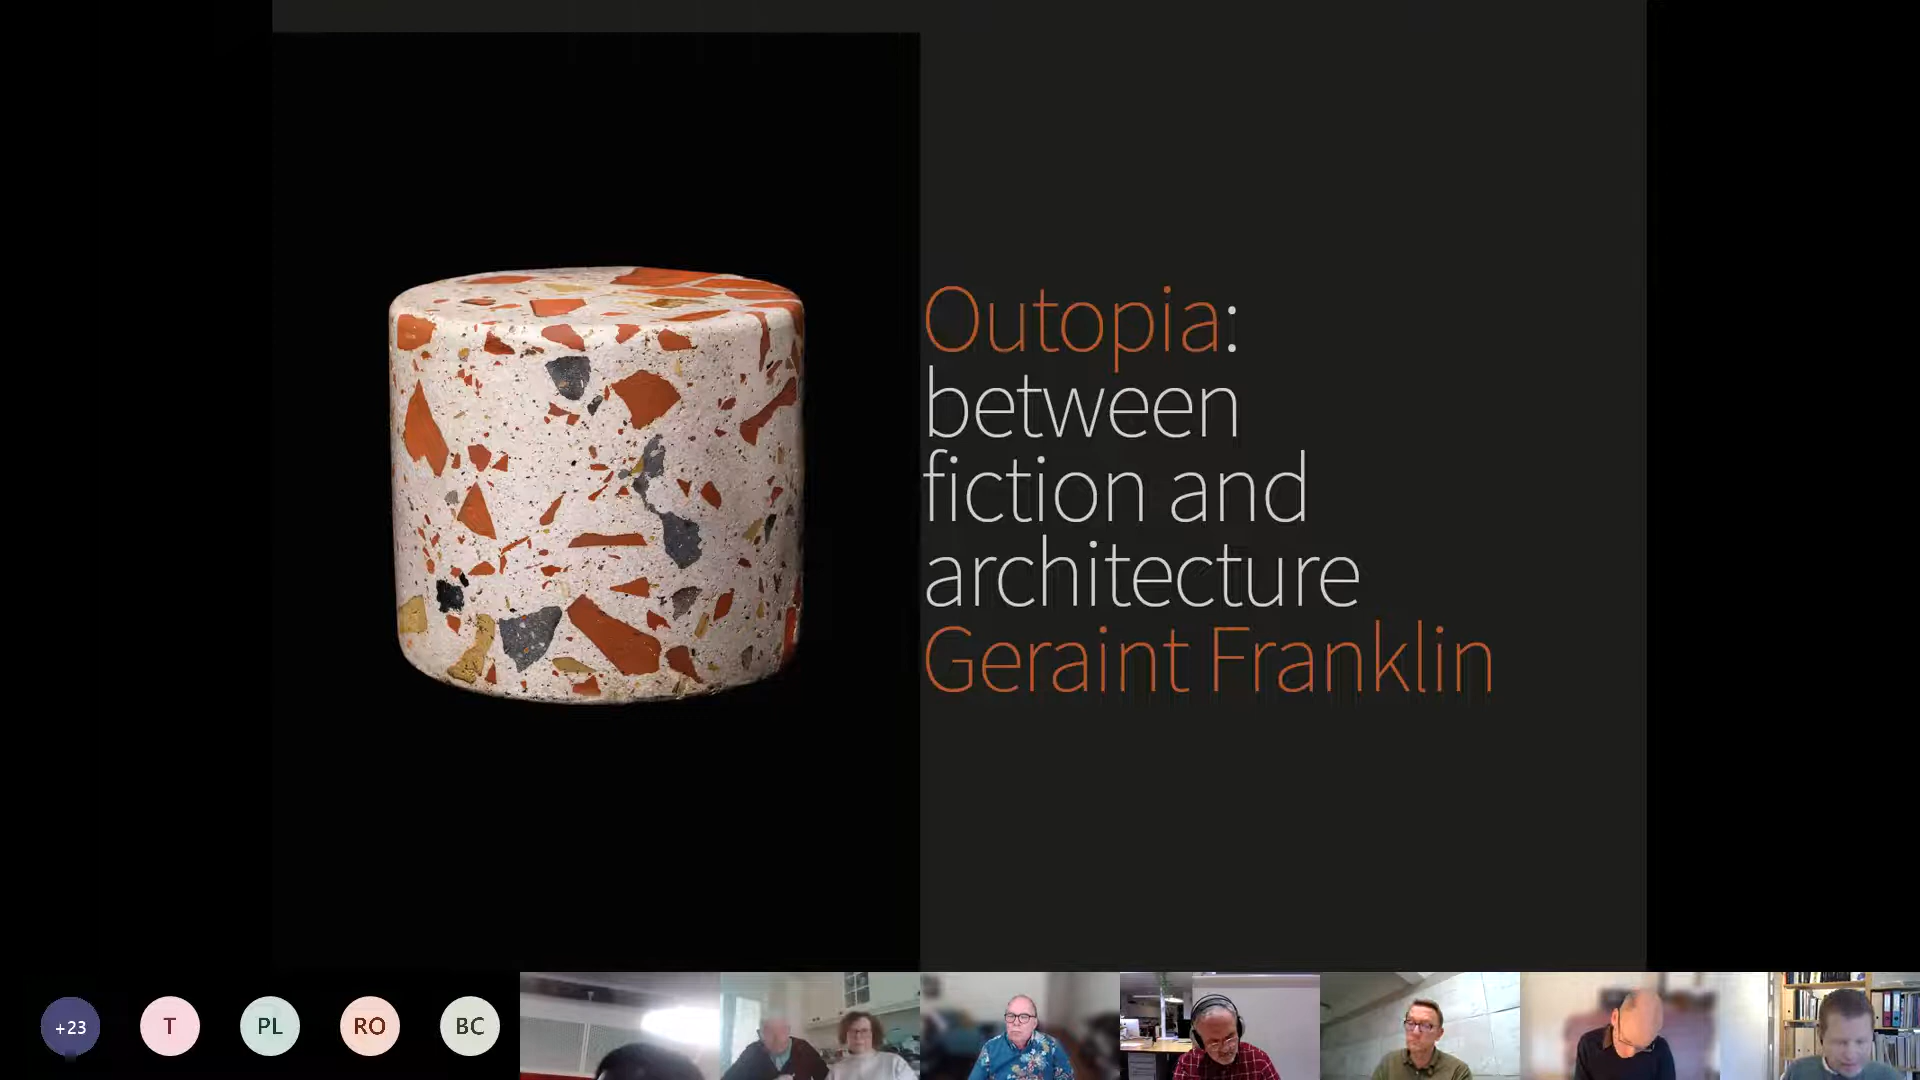 Outopia:
between
fiction and
architecture
Geraint Franklin
+23
T
PL
RO
BC